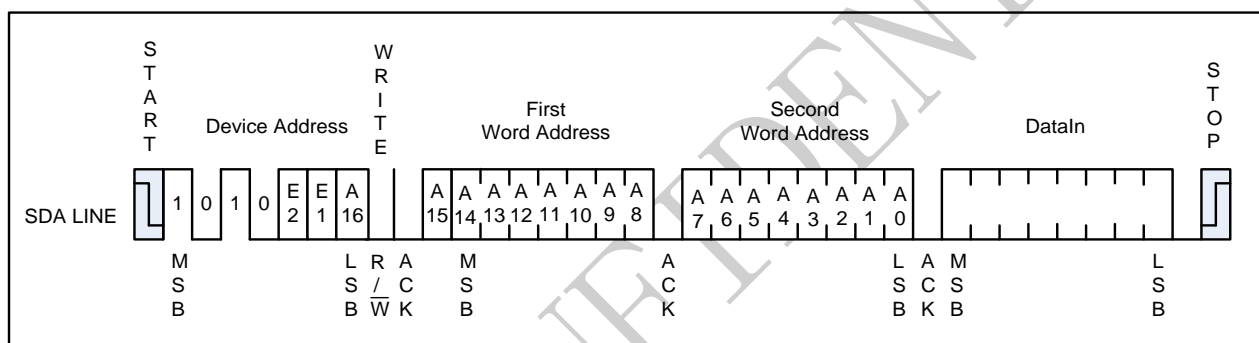 START
Device Address
WRITE
First
Word Address
Second
Word Address
DataIn
STOP
SDA LINE
1 0 1 0 E2 E1 A16
A15 A14 A13 A12 A11 A10 A9 A8
A7 A6 A5 A4 A3 A2 A1 A0
MSB
LSB
R/W̅
ACK
MSB
ACK
LSB
ACK
MSB
LSB